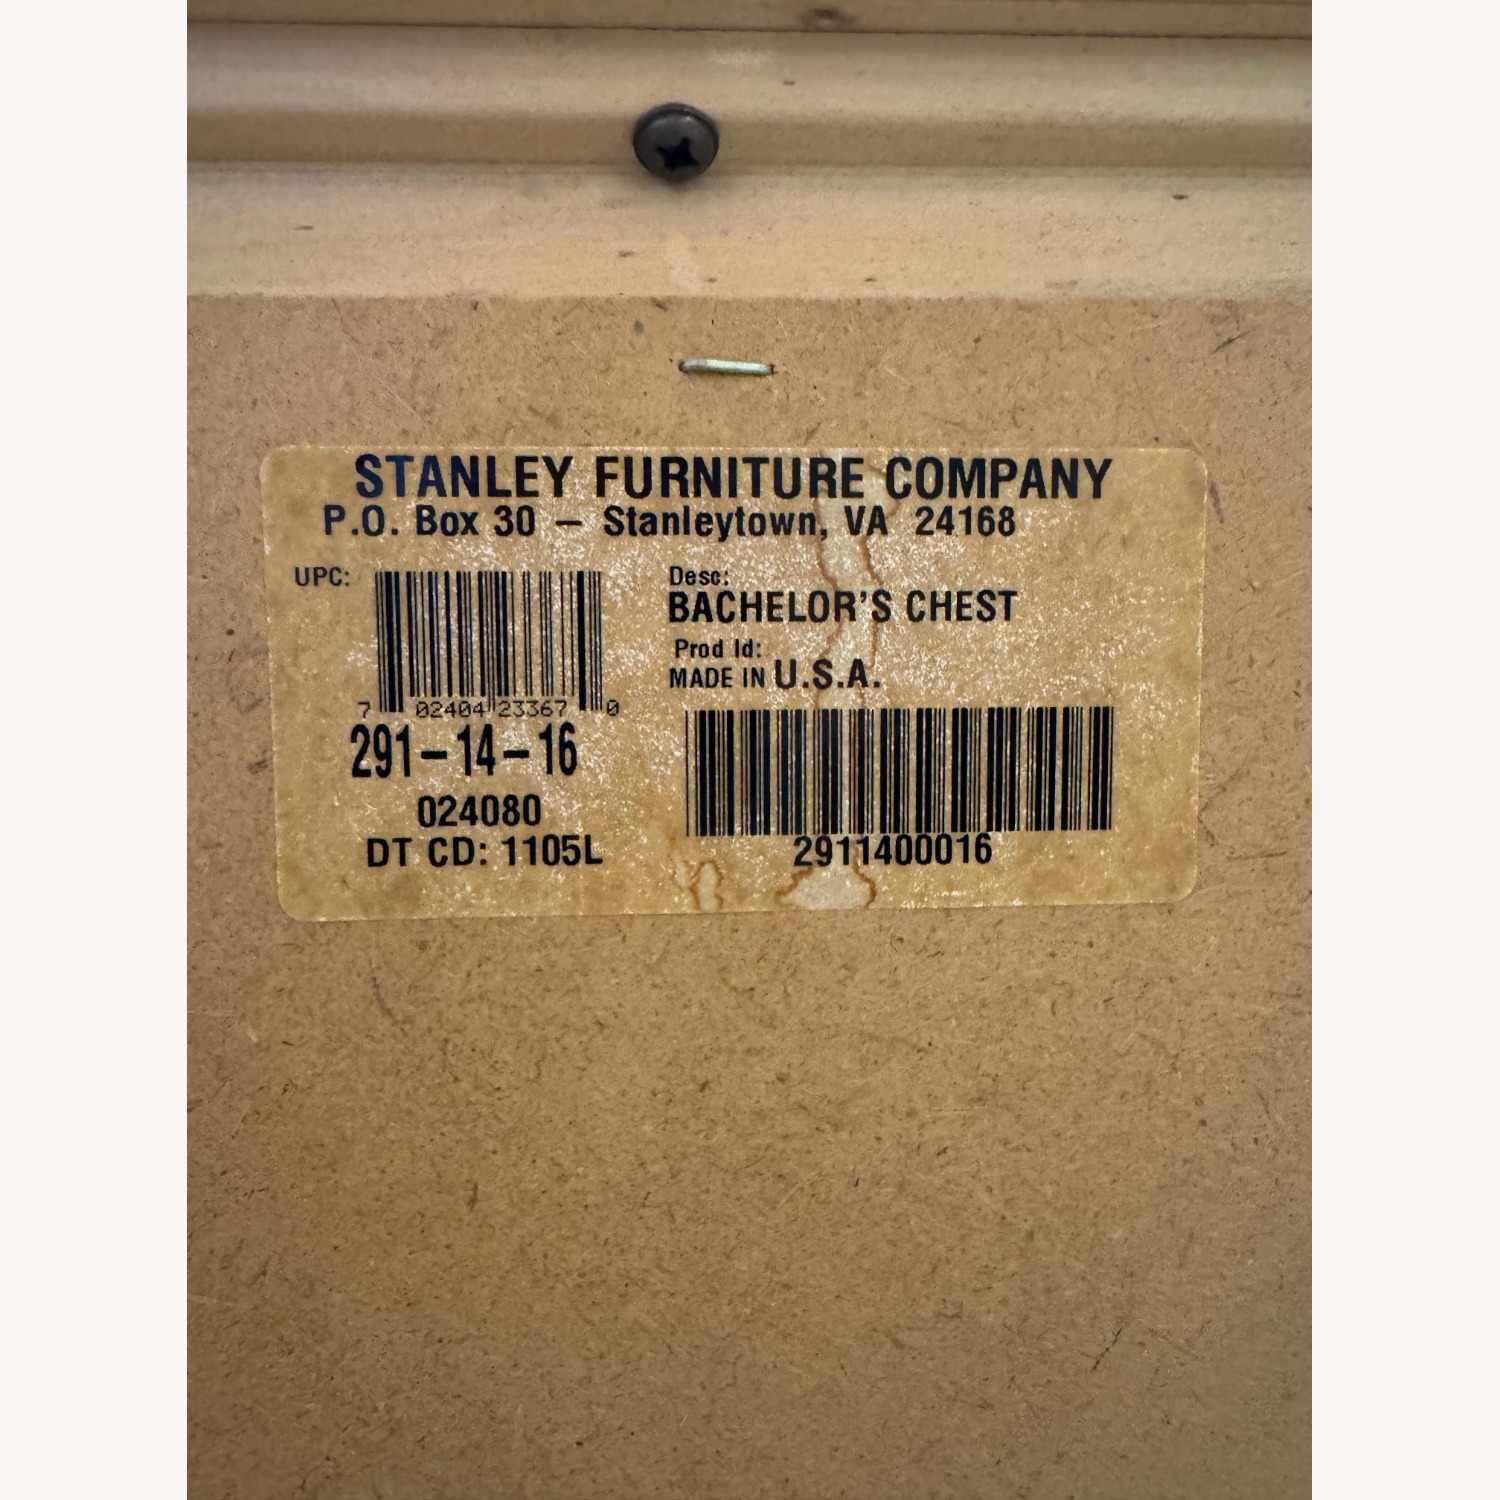 STANLEY FURNITURE COMPANY
P.O. Box 30 – Stanleytown, VA 24168
UPC:
7 02404 23367 0
291-14-16
024080
DT CD: 1105L
Desc:
BACHELOR'S CHEST
Prod Id:
MADE IN U.S.A.
2911400016